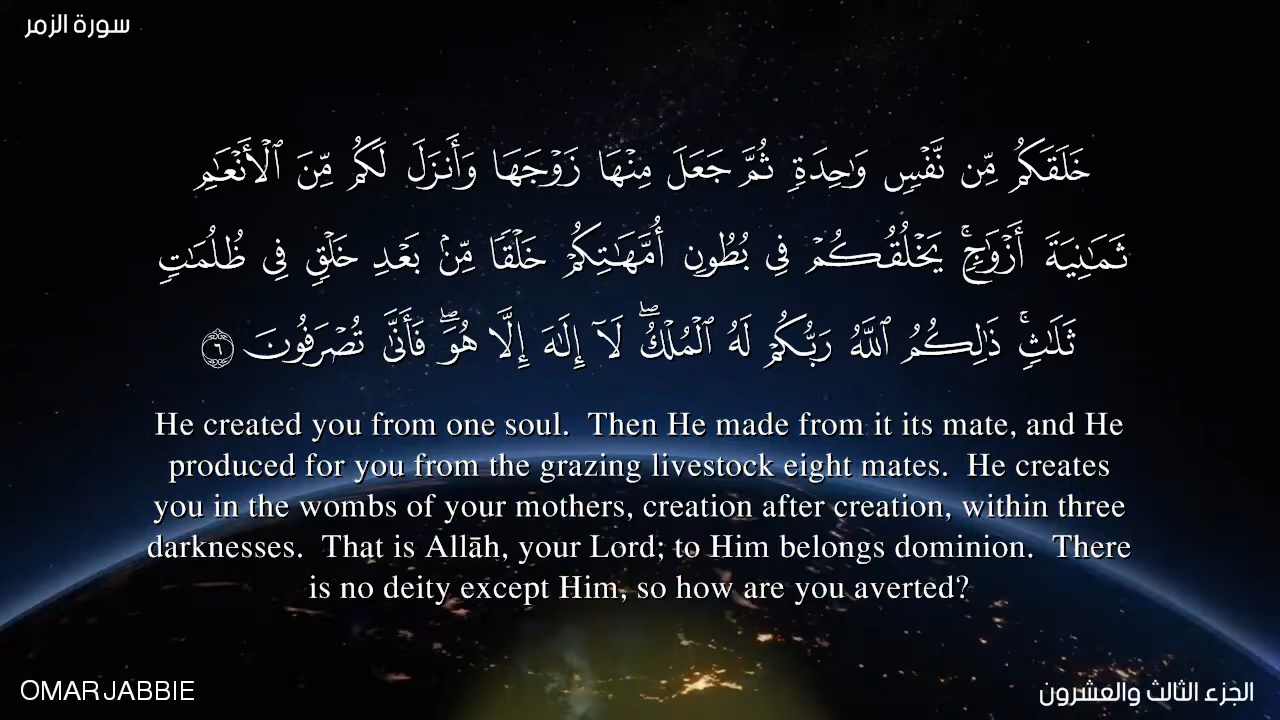 سورة الزمر
خَلَقَكُم مِّن نَّفْسٍ وَٰحِدَةٍ ثُمَّ جَعَلَ مِنْهَا زَوْجَهَا وَأَنزَلَ لَكُم مِّنَ ٱلْأَنْعَٰمِ
ثَمَٰنِيَةَ أَزْوَٰجٍۚ يَخْلُقُكُمْ فِى بُطُونِ أُمَّهَٰتِكُمْ خَلْقًا مِّنۢ بَعْدِ خَلْقٍ فِى ظُلُمَٰتٍ
ثَلَٰثٍۚ ذَٰلِكُمُ ٱللَّهُ رَبُّكُمْ لَهُ ٱلْمُلْكُۖ لَآ إِلَٰهَ إِلَّا هُوَۖ فَأَنَّىٰ تُصْرَفُونَ ٦
He created you from one soul.  Then He made from it its mate, and He
produced for you from the grazing livestock eight mates.  He creates
you in the wombs of your mothers, creation after creation, within three
darknesses.  That is Allāh, your Lord; to Him belongs dominion.  There
is no deity except Him, so how are you averted?
OMAR JABBIE
الجزء الثالث والعشرون